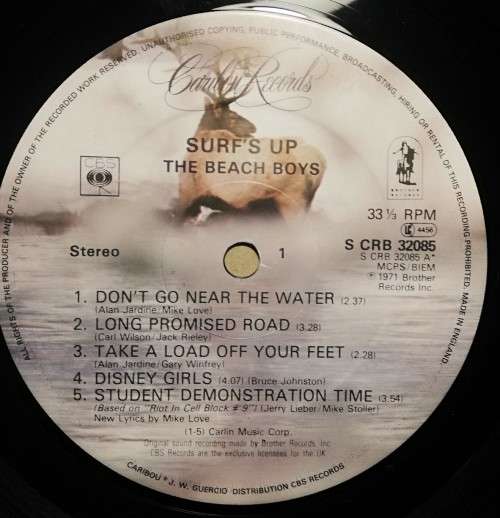 UNAUTHORISED COPYING, PUBLIC PERFORMANCE, BROADCASTING, HIRING OR RENTAL OF THIS RECORDING PROHIBITED. MADE IN ENGLAND
ALL RIGHTS OF THE PRODUCER AND OF THE OWNER OF THE RECORDED WORK RESERVED.
Caribou Records
SURF'S UP
THE BEACH BOYS
CBS
33⅓ RPM
LC 4456
S CRB 32085
S CRB 32085 A*
MCPS/BIEM
℗ 1971 Brother
Records Inc.
Stereo
1
1. DON'T GO NEAR THE WATER (2.37)
(Alan Jardine/Mike Love)
2. LONG PROMISED ROAD (3.28)
(Carl Wilson/Jack Rieley)
3. TAKE A LOAD OFF YOUR FEET (2.28)
(Alan Jardine/Gary Winfrey)
4. DISNEY GIRLS (4.07) (Bruce Johnston)
5. STUDENT DEMONSTRATION TIME (3.54)
(Based on "Riot In Cell Block # 9") (Jerry Lieber/Mike Stoller)
New Lyrics by Mike Love
(1-5) Carlin Music Corp.
Original sound recording made by Brother Records, Inc.
CBS Records are the exclusive licensees for the UK
CARIBOU * J. W. GUERCIO DISTRIBUTION CBS RECORDS